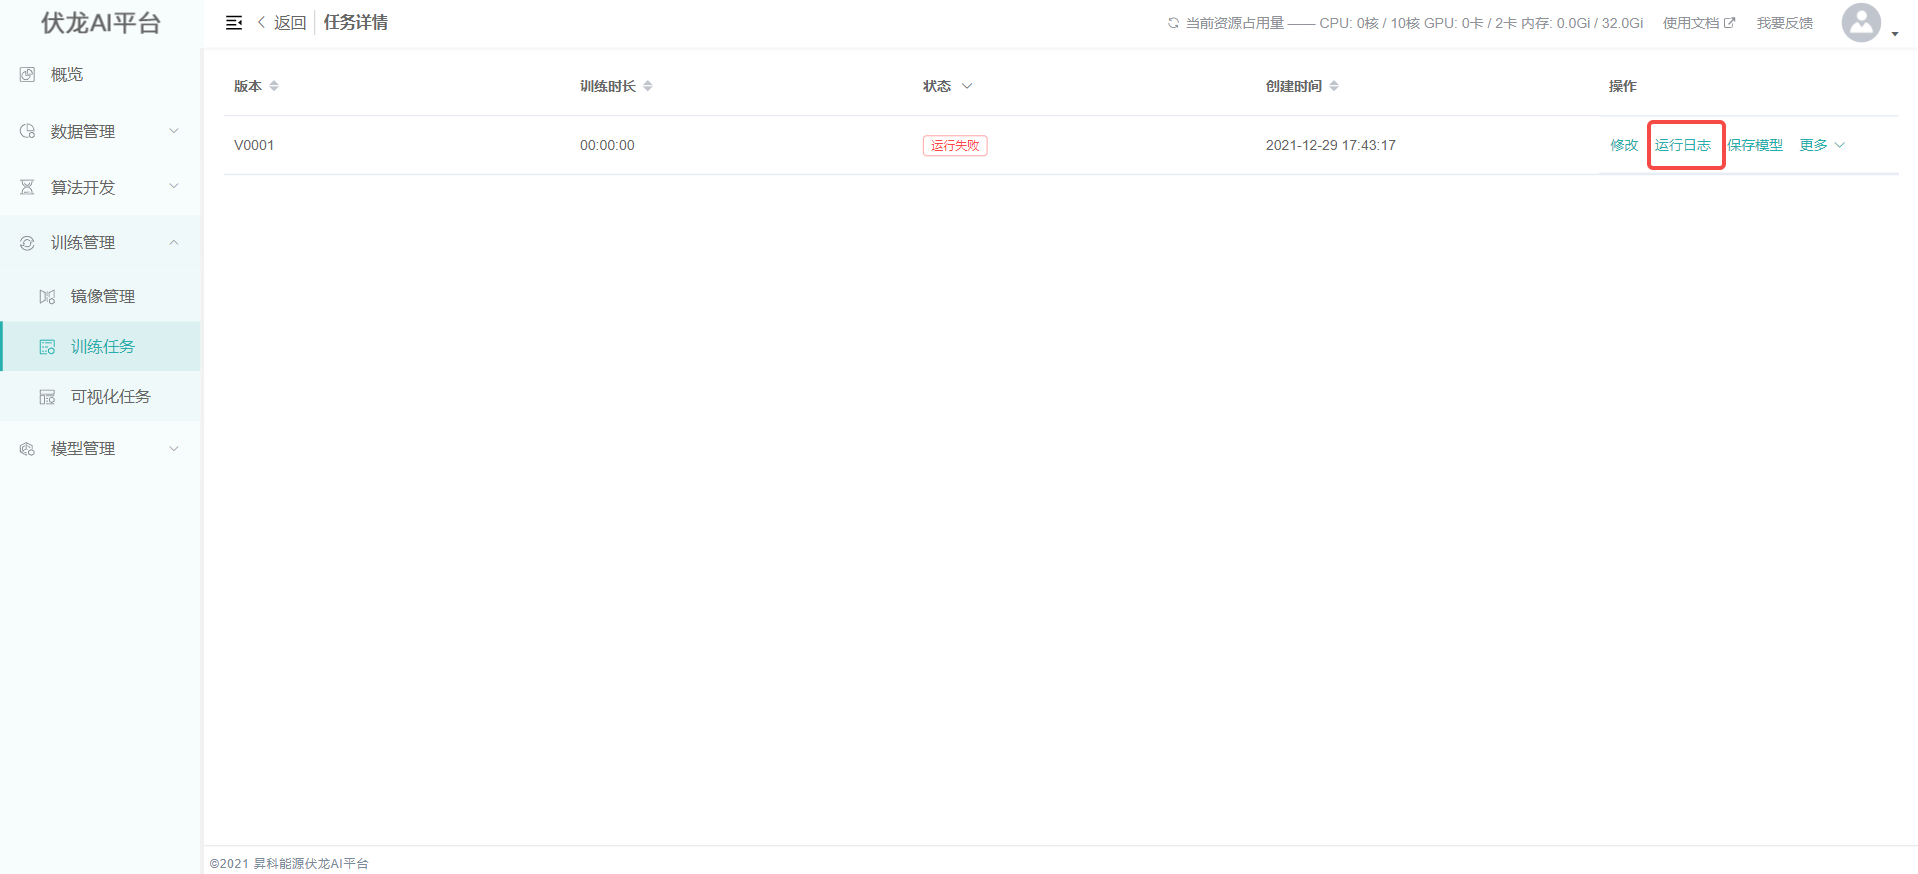 伏龙AI平台
返回 任务详情
当前资源占用量 —— CPU: 0核 / 10核 GPU: 0卡 / 2卡 内存: 0.0Gi / 32.0Gi 使用文档 我要反馈
概览
数据管理
算法开发
训练管理
镜像管理
训练任务
可视化任务
模型管理
版本 训练时长 状态 创建时间 操作
V0001 00:00:00 运行失败 2021-12-29 17:43:17 修改 运行日志 保存模型 更多
©2021 昇科能源伏龙AI平台